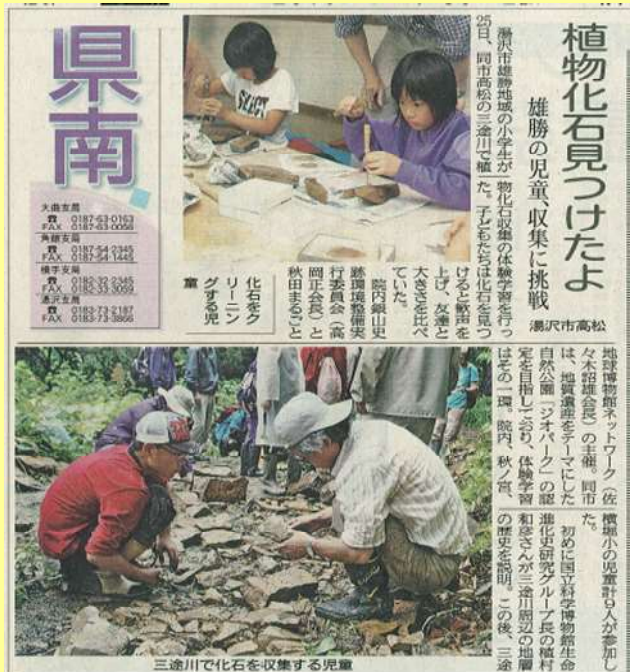 植物化石見つけたよ
雄勝の児童、収集に挑戦
湯沢市高松
湯沢市雄勝地域の小学生が
25日、同市高松の三途川で植
物化石収集の体験学習を行っ
た。子どもたちは化石を見つ
けると歓声を
上げ、友達と
大きさを比べ
ていた。
院内銀山史
跡環境整備実
行委員会（高
岡正会長）と
秋田まるごと
地球博物館ネットワーク（佐
々木詔雄会長）の主催。同市
は、地質遺産をテーマにした
自然公園「ジオパーク」の認
定を目指しており、体験学習
はその一環。院内、秋ノ宮、
横堀小の児童計9人が参加し
た。
初めに国立科学博物館生命
進化史研究グループ長の植村
和彦さんが三途川周辺の地層
の歴史を説明。この後、三途
化石をク
リーニン
グする児
童
県南
大曲支局
☎ 0187-63-0163
FAX 0187-63-0056
角館支局
☎ 0187-54-2345
FAX 0187-54-1445
横手支局
☎ 0182-32-2345
FAX 0182-33-3059
湯沢支局
☎ 0183-73-2187
FAX 0183-73-3866
三途川で化石を収集する児童